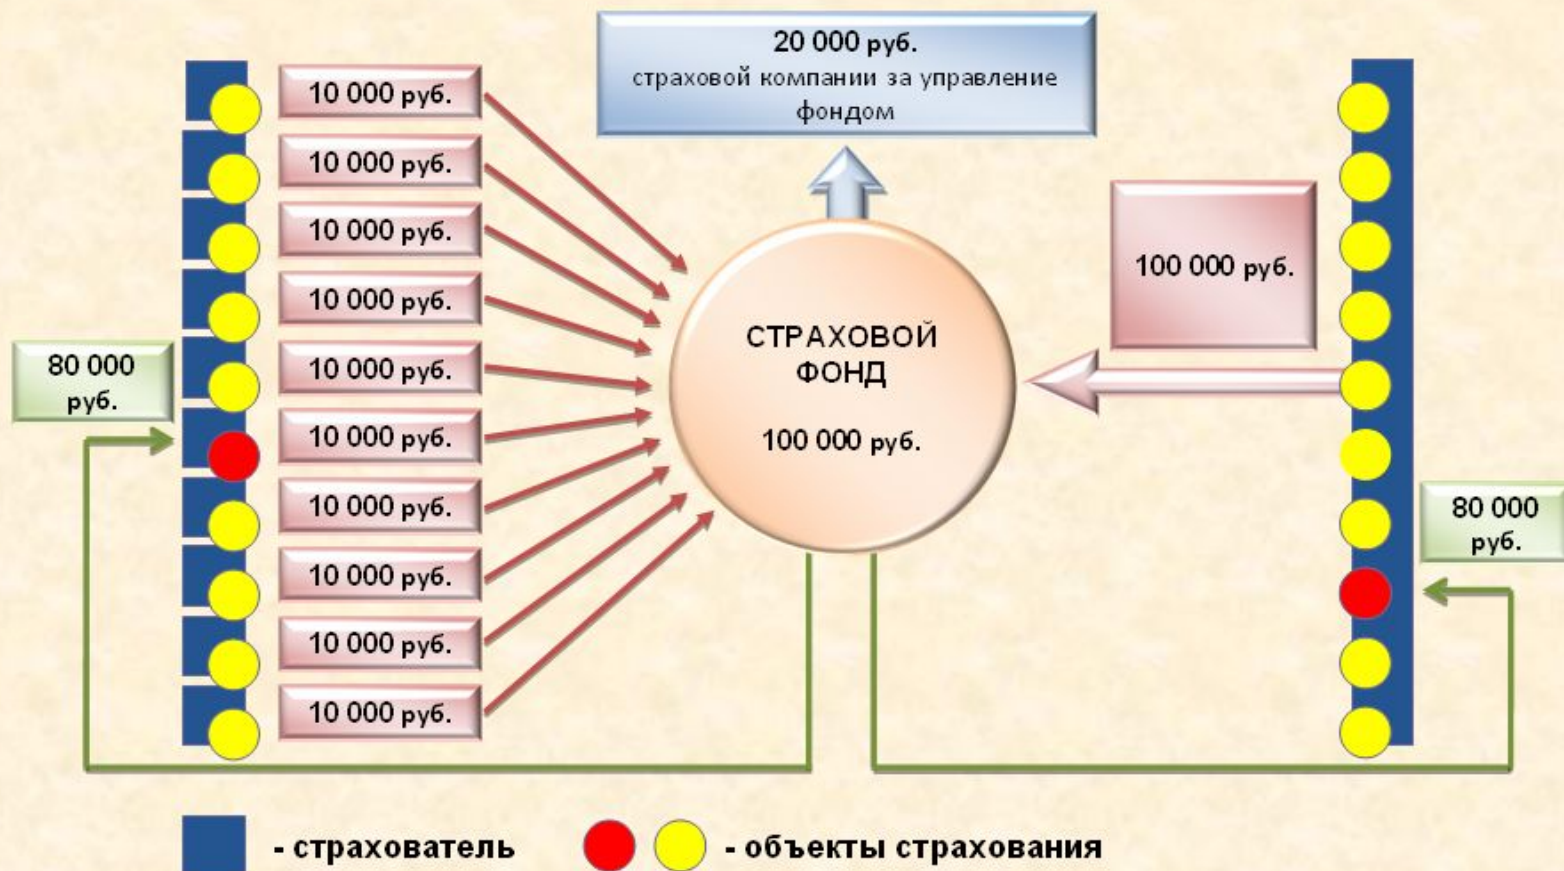 20 000 руб.
страховой компании за управление
фондом
10 000 руб.
10 000 руб.
10 000 руб.
10 000 руб.
10 000 руб.
10 000 руб.
10 000 руб.
10 000 руб.
10 000 руб.
10 000 руб.
80 000
руб.
СТРАХОВОЙ
ФОНД
100 000 руб.
100 000 руб.
80 000
руб.
- страхователь
- объекты страхования